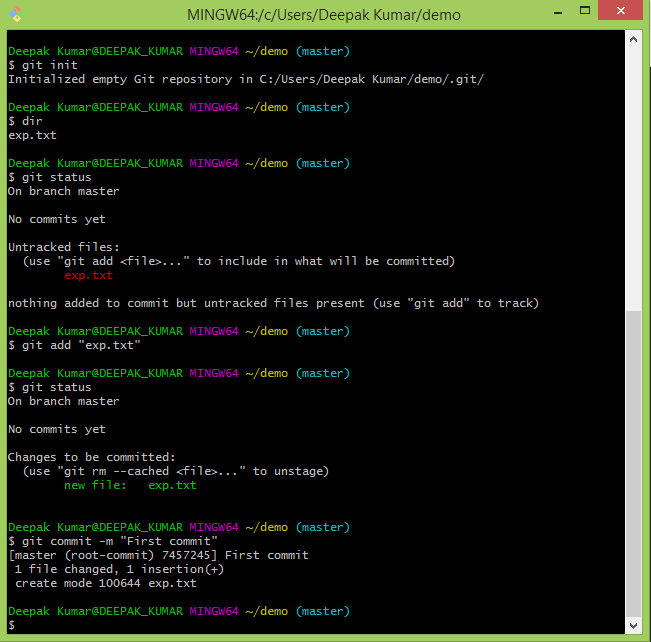 MINGW64:/c/Users/Deepak Kumar/demo
Deepak Kumar@DEEPAK_KUMAR MINGW64 ~/demo (master)
$ git init
Initialized empty Git repository in C:/Users/Deepak Kumar/demo/.git/
Deepak Kumar@DEEPAK_KUMAR MINGW64 ~/demo (master)
$ dir
exp.txt
Deepak Kumar@DEEPAK_KUMAR MINGW64 ~/demo (master)
$ git status
On branch master
No commits yet
Untracked files:
  (use "git add <file>..." to include in what will be committed)
        exp.txt
nothing added to commit but untracked files present (use "git add" to track)
Deepak Kumar@DEEPAK_KUMAR MINGW64 ~/demo (master)
$ git add "exp.txt"
Deepak Kumar@DEEPAK_KUMAR MINGW64 ~/demo (master)
$ git status
On branch master
No commits yet
Changes to be committed:
  (use "git rm --cached <file>..." to unstage)
        new file:   exp.txt
Deepak Kumar@DEEPAK_KUMAR MINGW64 ~/demo (master)
$ git commit -m "First commit"
[master (root-commit) 7457245] First commit
 1 file changed, 1 insertion(+)
 create mode 100644 exp.txt
Deepak Kumar@DEEPAK_KUMAR MINGW64 ~/demo (master)
$